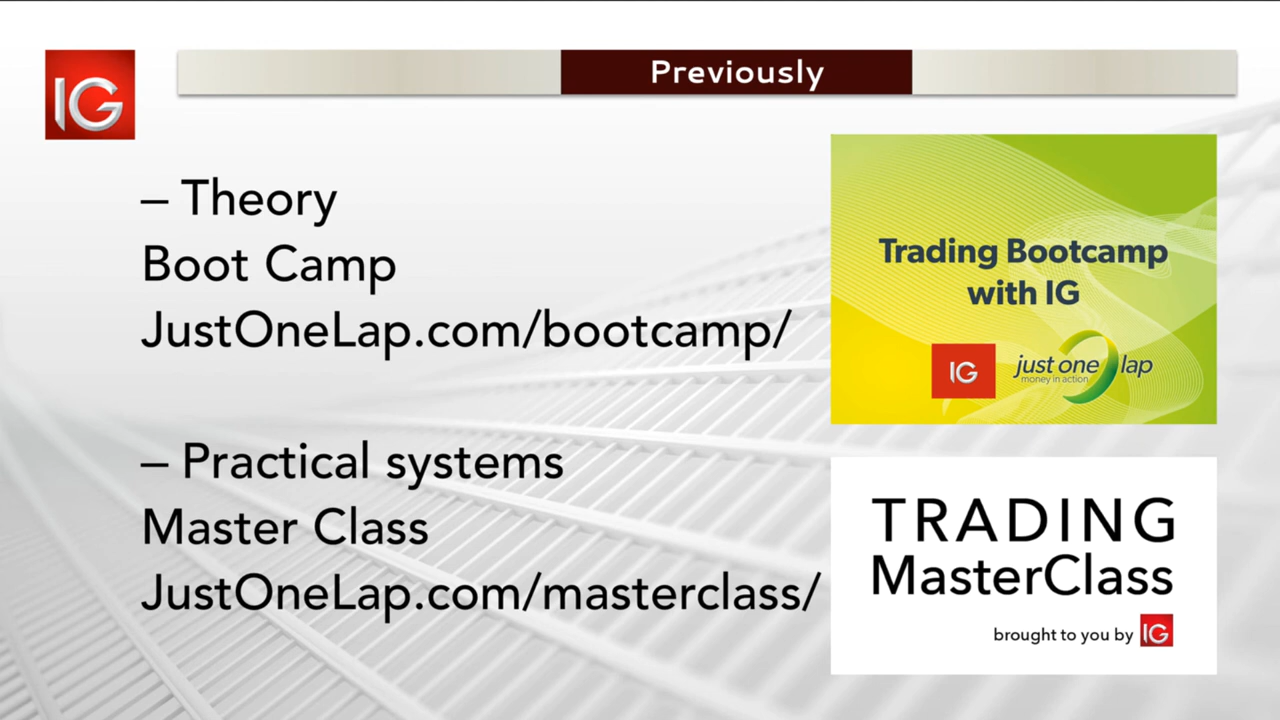 IG
Previously
– Theory
Boot Camp
JustOneLap.com/bootcamp/
– Practical systems
Master Class
JustOneLap.com/masterclass/
Trading Bootcamp
with IG
IG
just one lap
money in action
TRADING
MasterClass
brought to you by IG